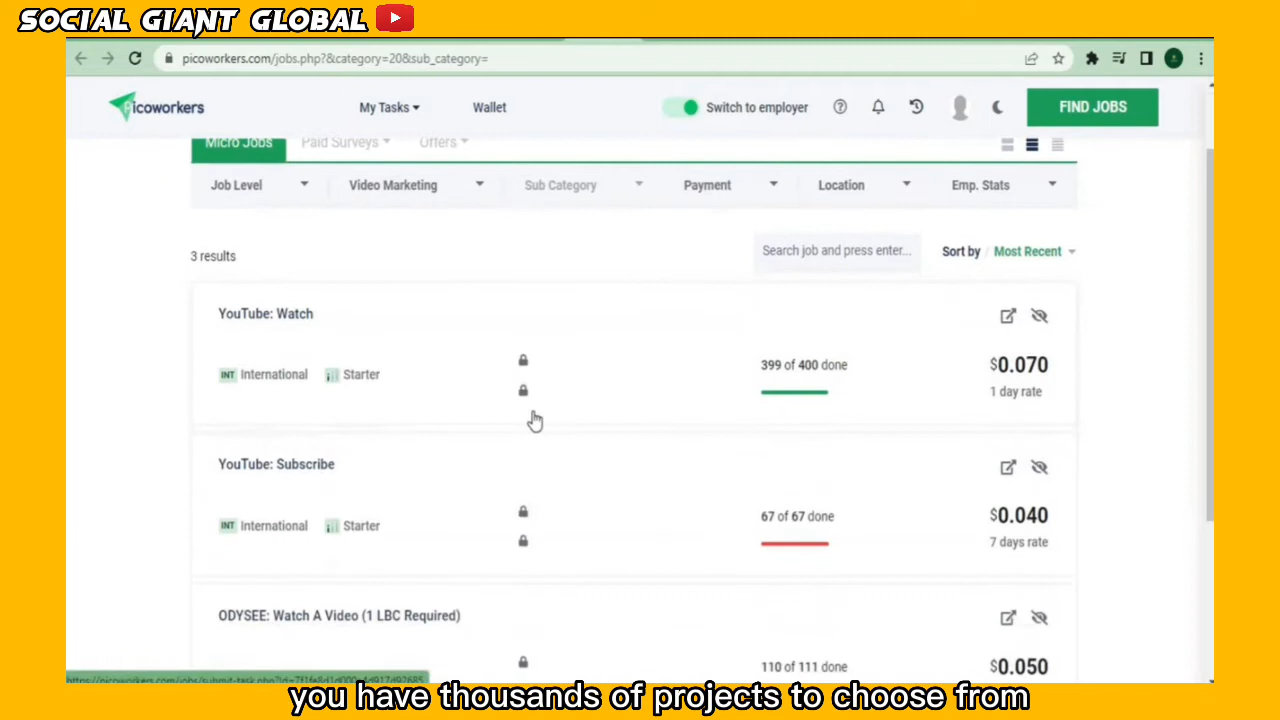 SOCIAL GIANT GLOBAL
picoworkers.com/jobs.php?&category=20&sub_category=
picoworkers
My Tasks
Wallet
Switch to employer
FIND JOBS
Micro Jobs
Paid Surveys
Offers
Job Level
Video Marketing
Sub Category
Payment
Location
Emp. Stats
3 results
Search job and press enter...
Sort by / Most Recent
YouTube: Watch
INT International
Starter
399 of 400 done
$0.070
1 day rate
YouTube: Subscribe
INT International
Starter
67 of 67 done
$0.040
7 days rate
ODYSEE: Watch A Video (1 LBC Required)
110 of 111 done
$0.050
you have thousands of projects to choose from